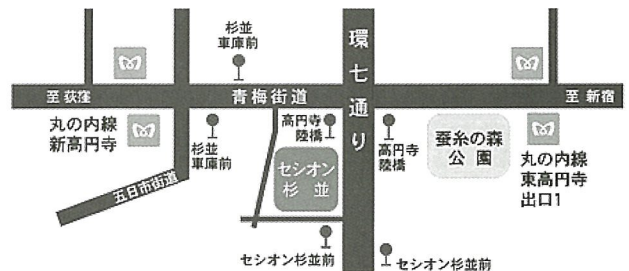 杉並
車庫前
環七通り
至 荻窪
青梅街道
至 新宿
丸の内線
新高円寺
杉並
車庫前
高円寺
陸橋
高円寺
陸橋
蚕糸の森
公園
丸の内線
東高円寺
出口1
セシオン
杉並
五日市街道
セシオン杉並前
セシオン杉並前